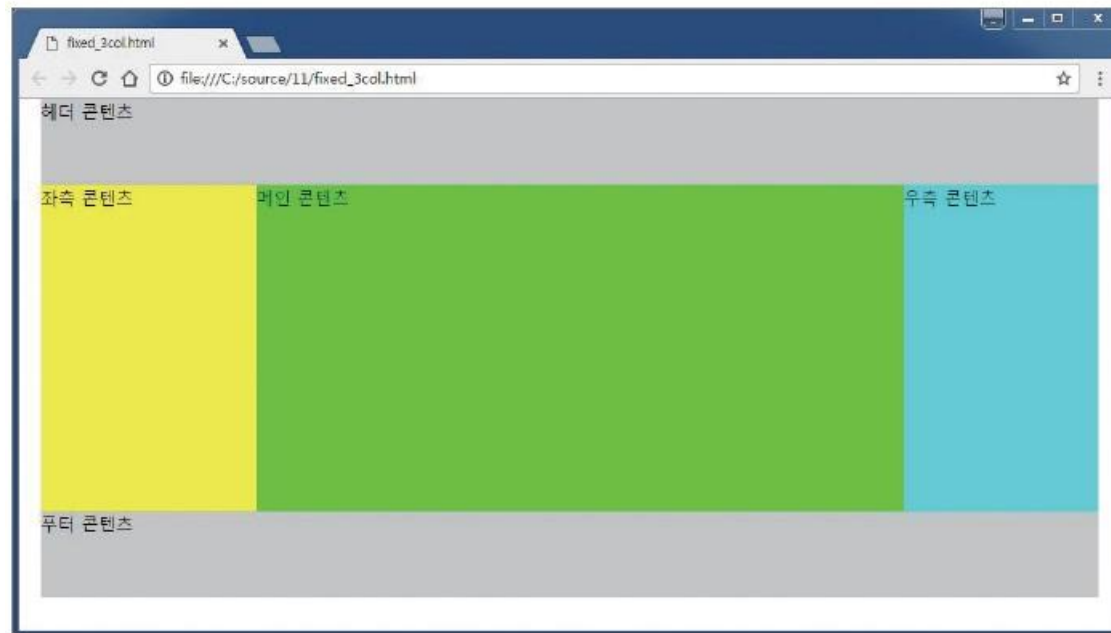 fixed_3col.html
file:///C:/source/11/fixed_3col.html
헤더 콘텐츠
좌측 콘텐츠 메인 콘텐츠 우측 콘텐츠
푸터 콘텐츠